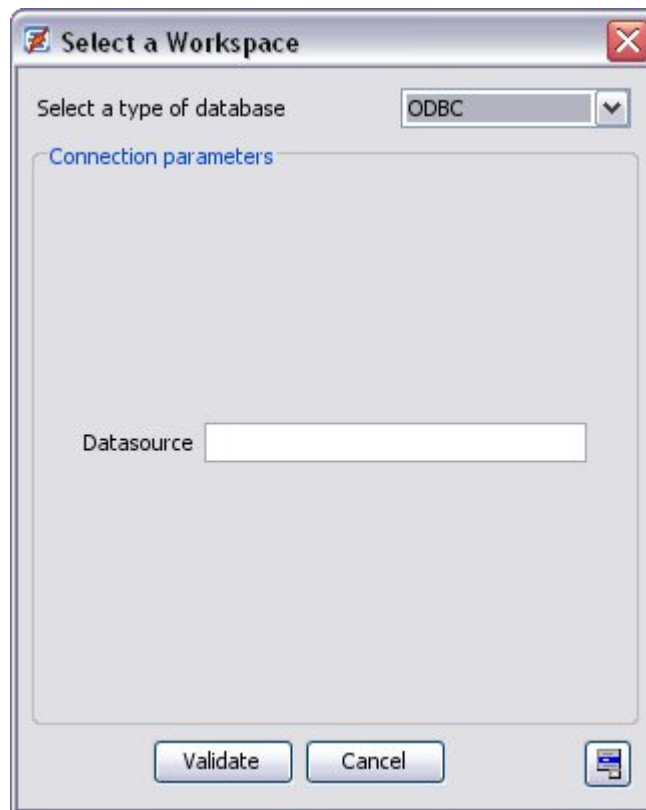 Select a Workspace
Select a type of database ODBC
Connection parameters
Datasource
Validate Cancel